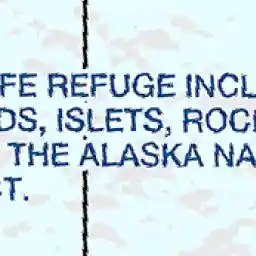 FE REFUGE INCL
DS, ISLETS, ROC
THE ALASKA NA
T.